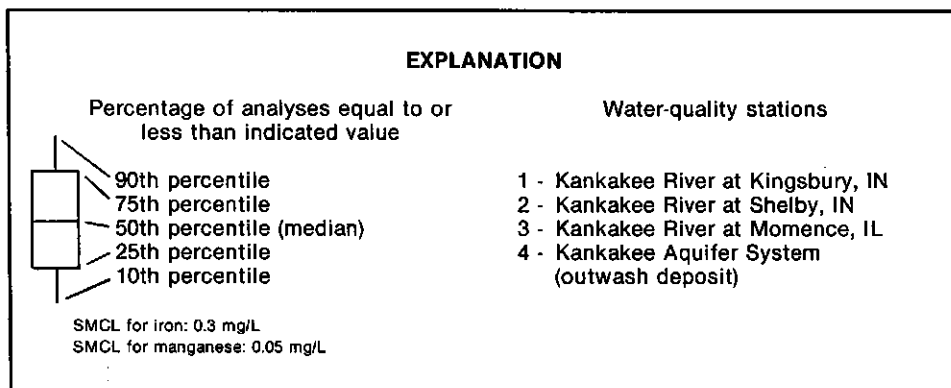 EXPLANATION
Percentage of analyses equal to or
less than indicated value
90th percentile
75th percentile
50th percentile (median)
25th percentile
10th percentile
SMCL for iron: 0.3 mg/L
SMCL for manganese: 0.05 mg/L
Water-quality stations
1 - Kankakee River at Kingsbury, IN
2 - Kankakee River at Shelby, IN
3 - Kankakee River at Momence, IL
4 - Kankakee Aquifer System
(outwash deposit)